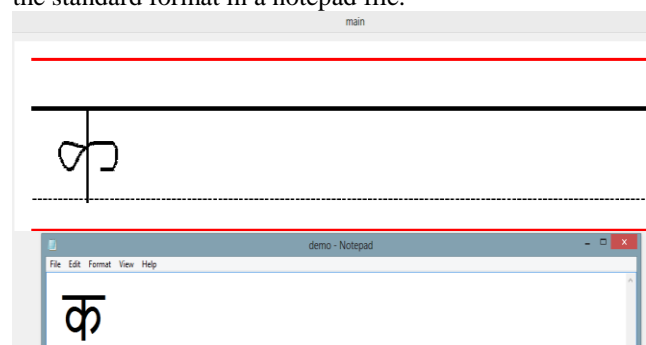 the standard format in a notepad file.
main
क
demo - Notepad
File Edit Format View Help
क